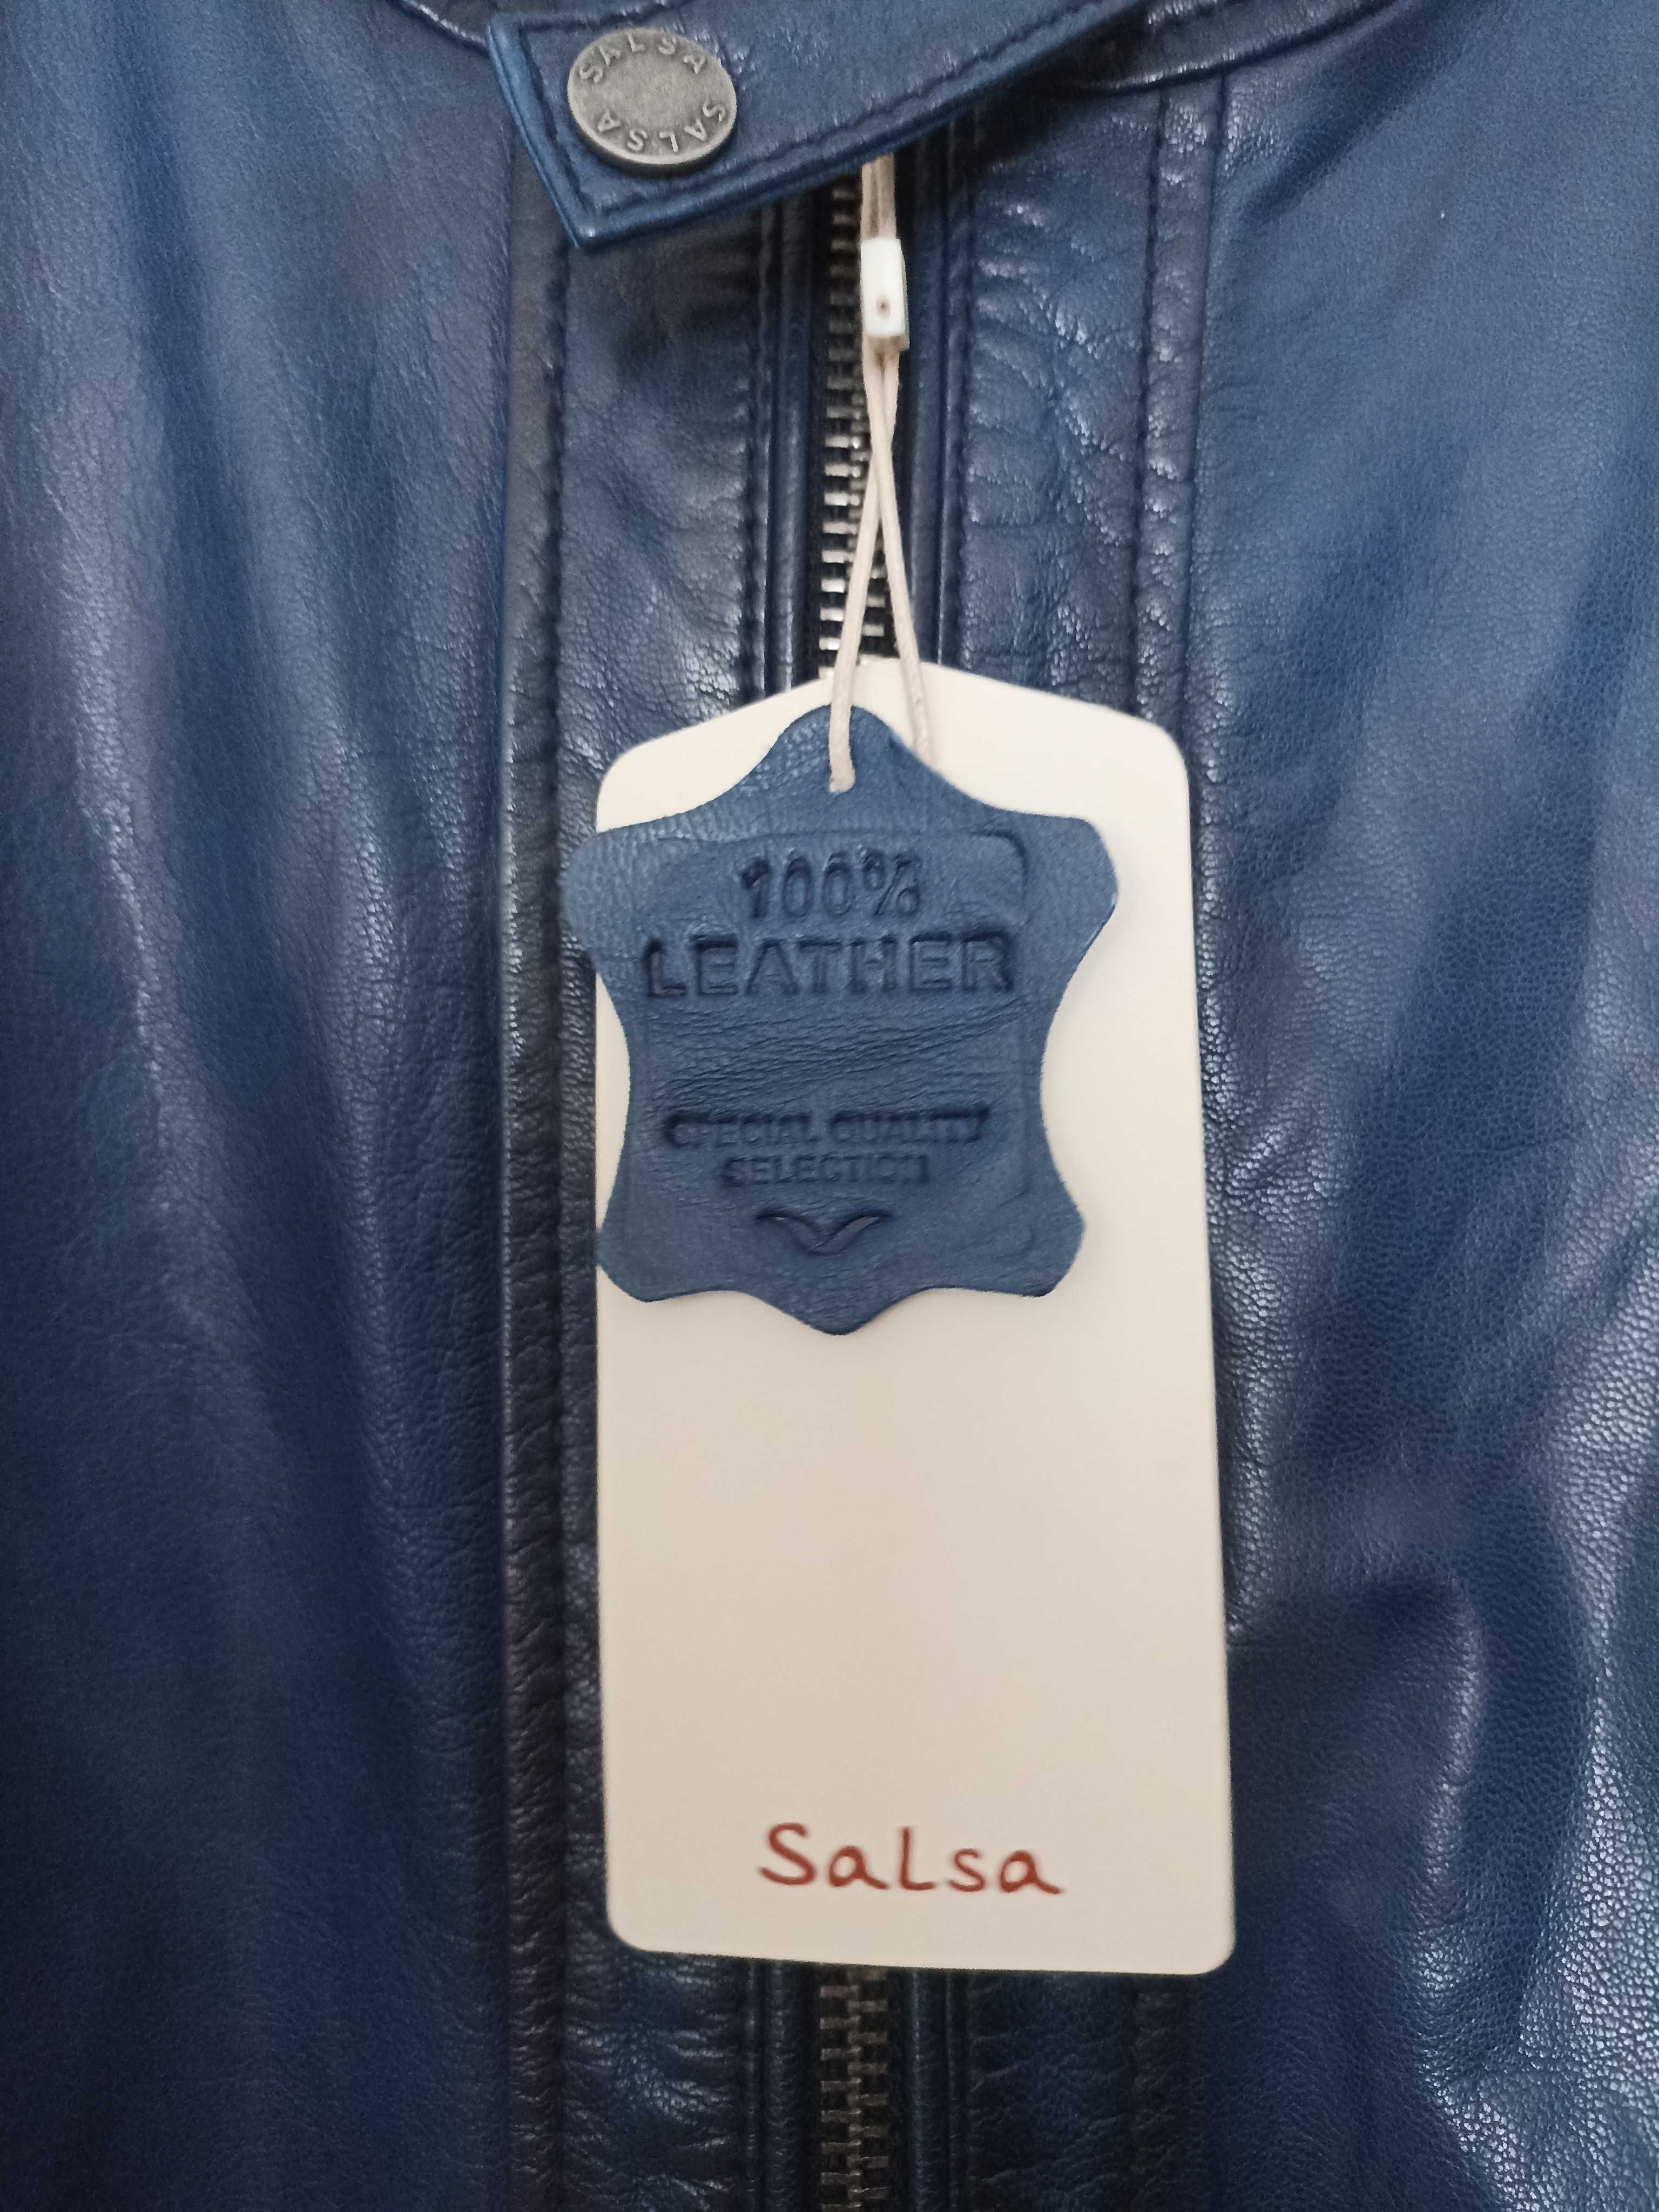 SALSA
SALSA
100%
LEATHER
SPECIAL QUALITY
SELECTION
SaLsa